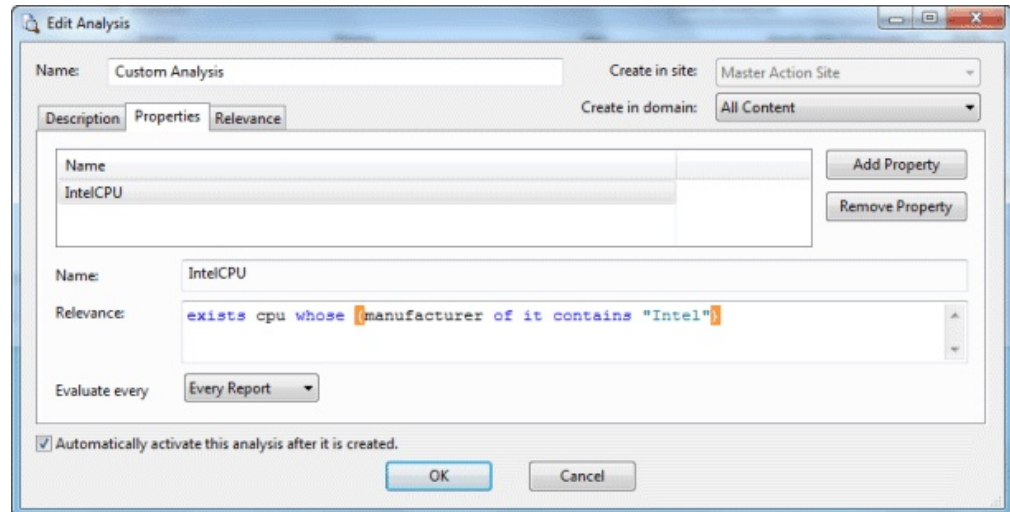 Edit Analysis
Name: Custom Analysis Create in site: Master Action Site
Create in domain: All Content
Description Properties Relevance
Name
Add Property
IntelCPU
Remove Property
Name: IntelCPU
Relevance: exists cpu whose (manufacturer of it contains "Intel")
Evaluate every Every Report
Automatically activate this analysis after it is created.
OK Cancel